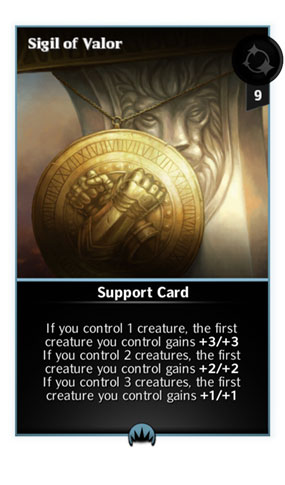 Sigil of Valor
9
Support Card
If you control 1 creature, the first
creature you control gains +3/+3
If you control 2 creatures, the first
creature you control gains +2/+2
If you control 3 creatures, the first
creature you control gains +1/+1